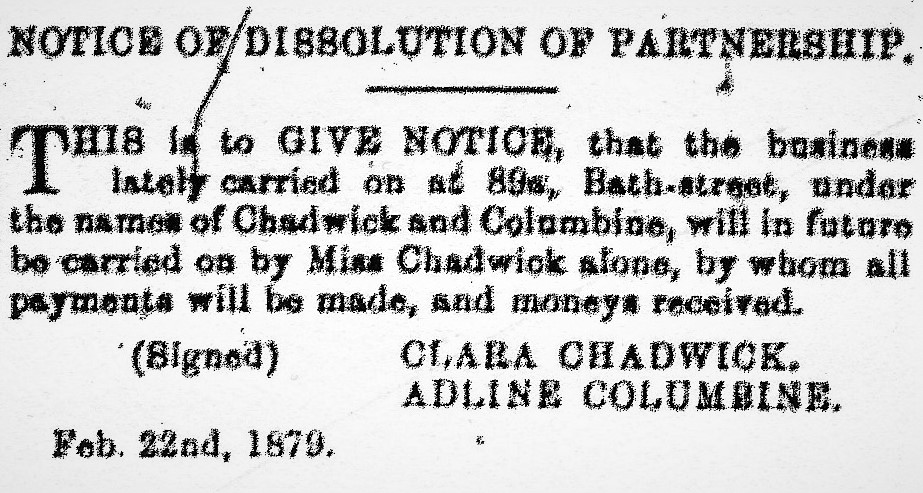 NOTICE OF DISSOLUTION OF PARTNERSHIP.
THIS is to GIVE NOTICE, that the business
lately carried on at 89a, Bath-street, under
the names of Chadwick and Columbine, will in future
be carried on by Miss Chadwick alone, by whom all
payments will be made, and moneys received.
(Signed) CLARA CHADWICK.
ADLINE COLUMBINE.
Feb. 22nd, 1879.